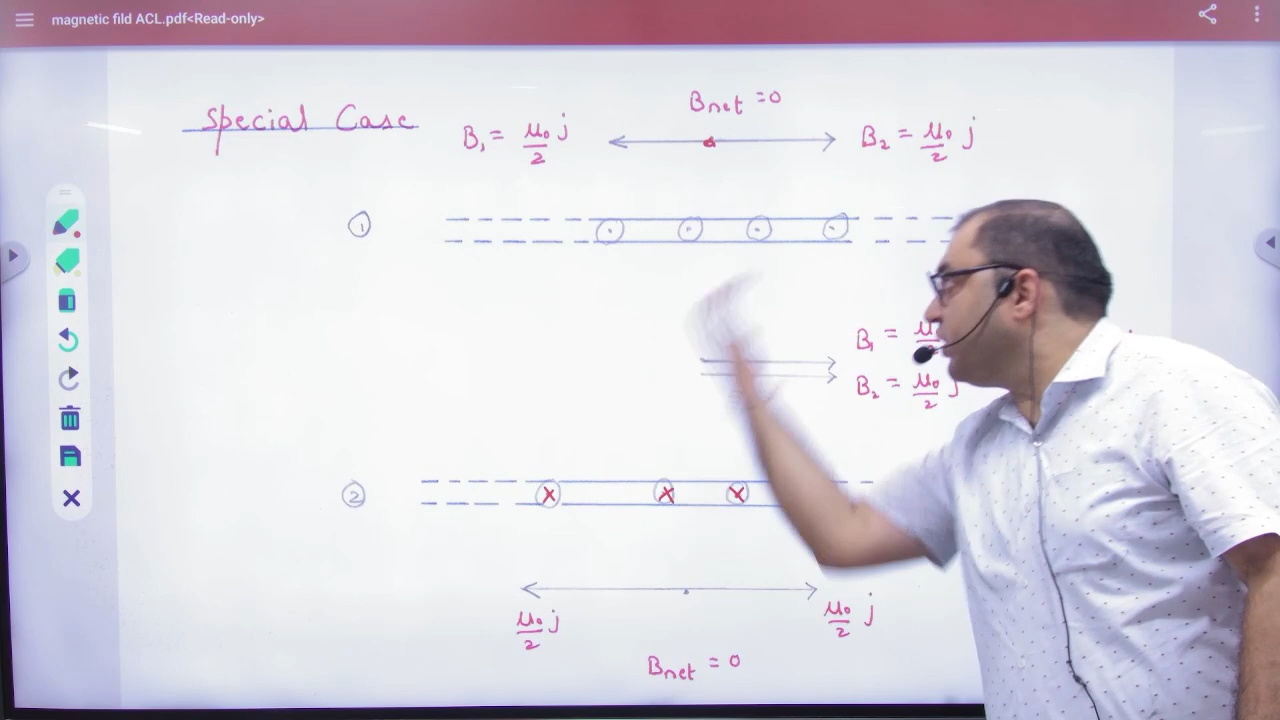 magnetic fild ACL.pdf<Read-only>
Special Case
Bnet = 0
B₁ = μ₀/2 j
B₂ = μ₀/2 j
①
B₁ =
B₂ = μ₀/2 j
②
μ₀/2 j
μ₀/2 j
Bnet = 0